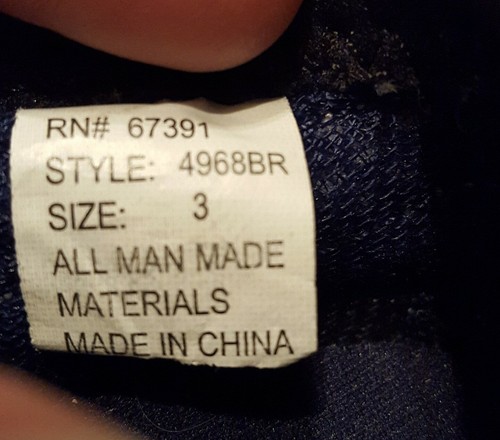 RN# 67391
STYLE: 4968BR
SIZE: 3
ALL MAN MADE
MATERIALS
MADE IN CHINA